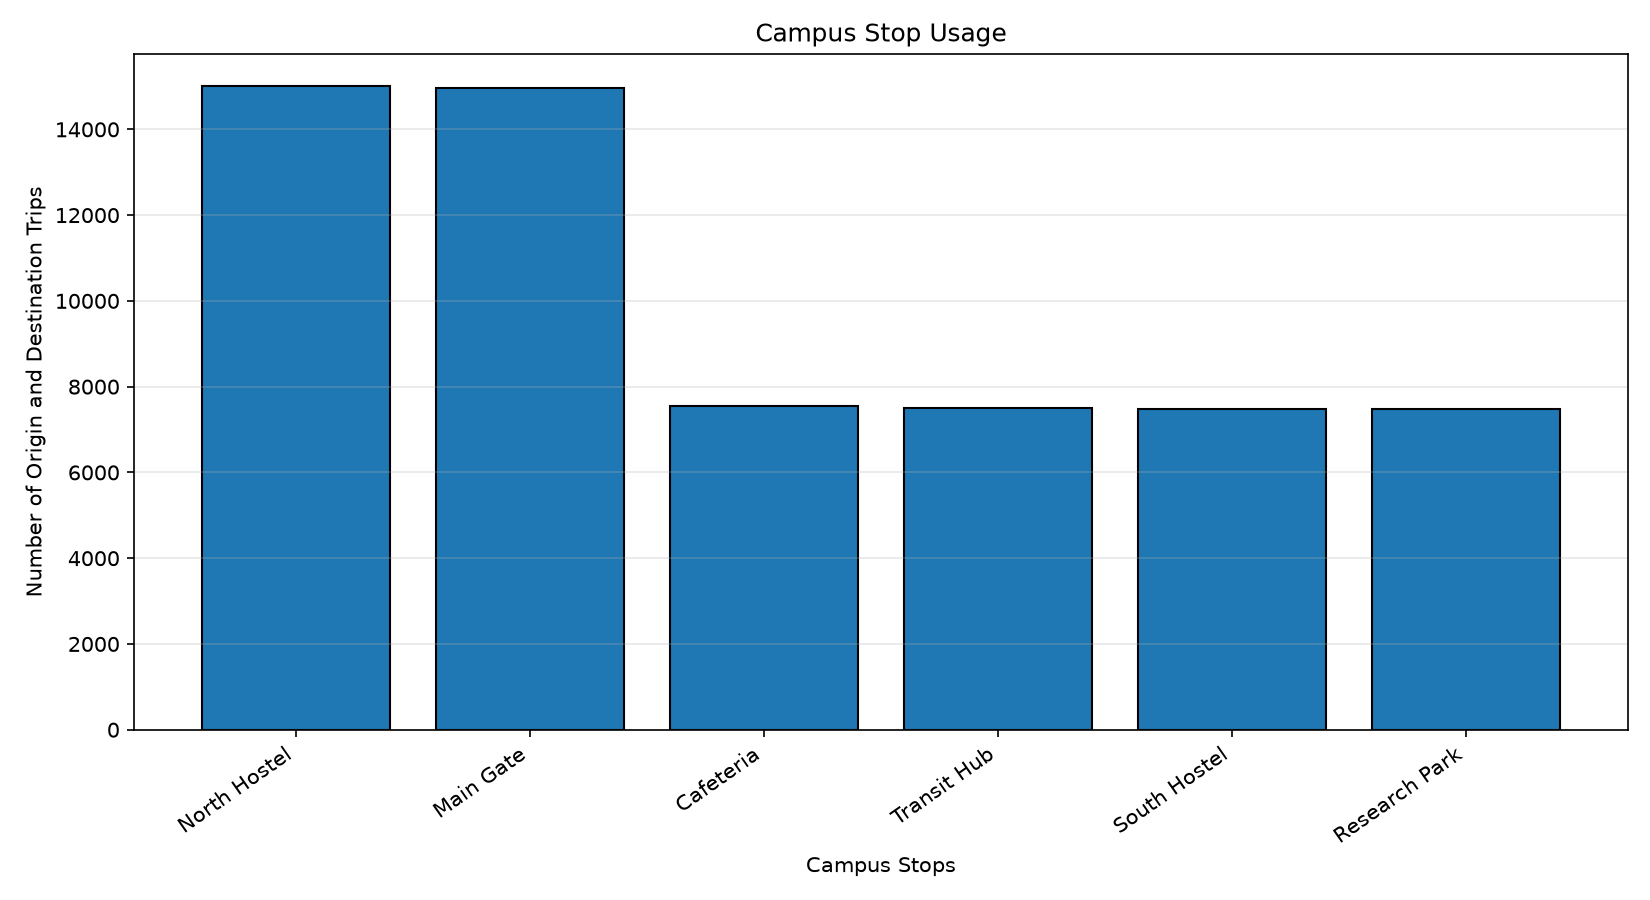 Campus Stop Usage
Number of Origin and Destination Trips
14000
12000
10000
8000
6000
4000
2000
0
North Hostel
Main Gate
Cafeteria
Transit Hub
South Hostel
Research Park
Campus Stops